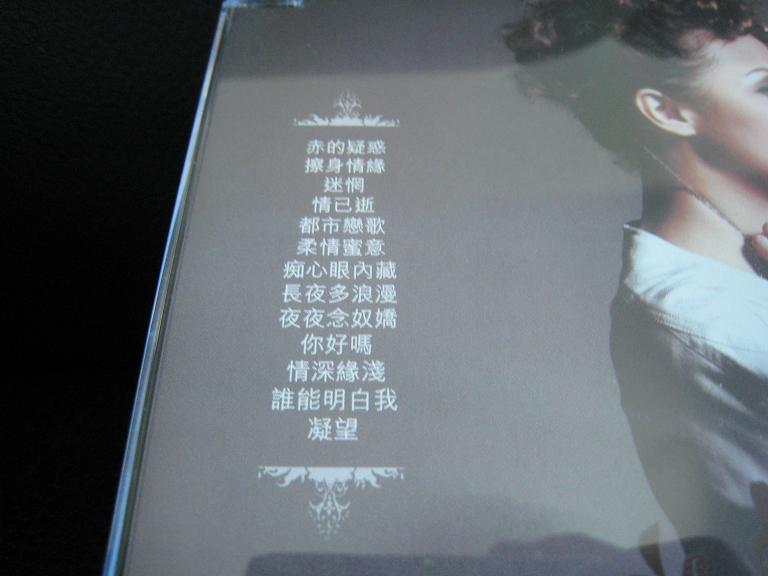 赤的疑惑
擦身情緣
迷惘
情已逝
都市戀歌
柔情蜜意
痴心眼內藏
長夜多浪漫
夜夜念奴嬌
你好嗎
情深緣淺
誰能明白我
凝望